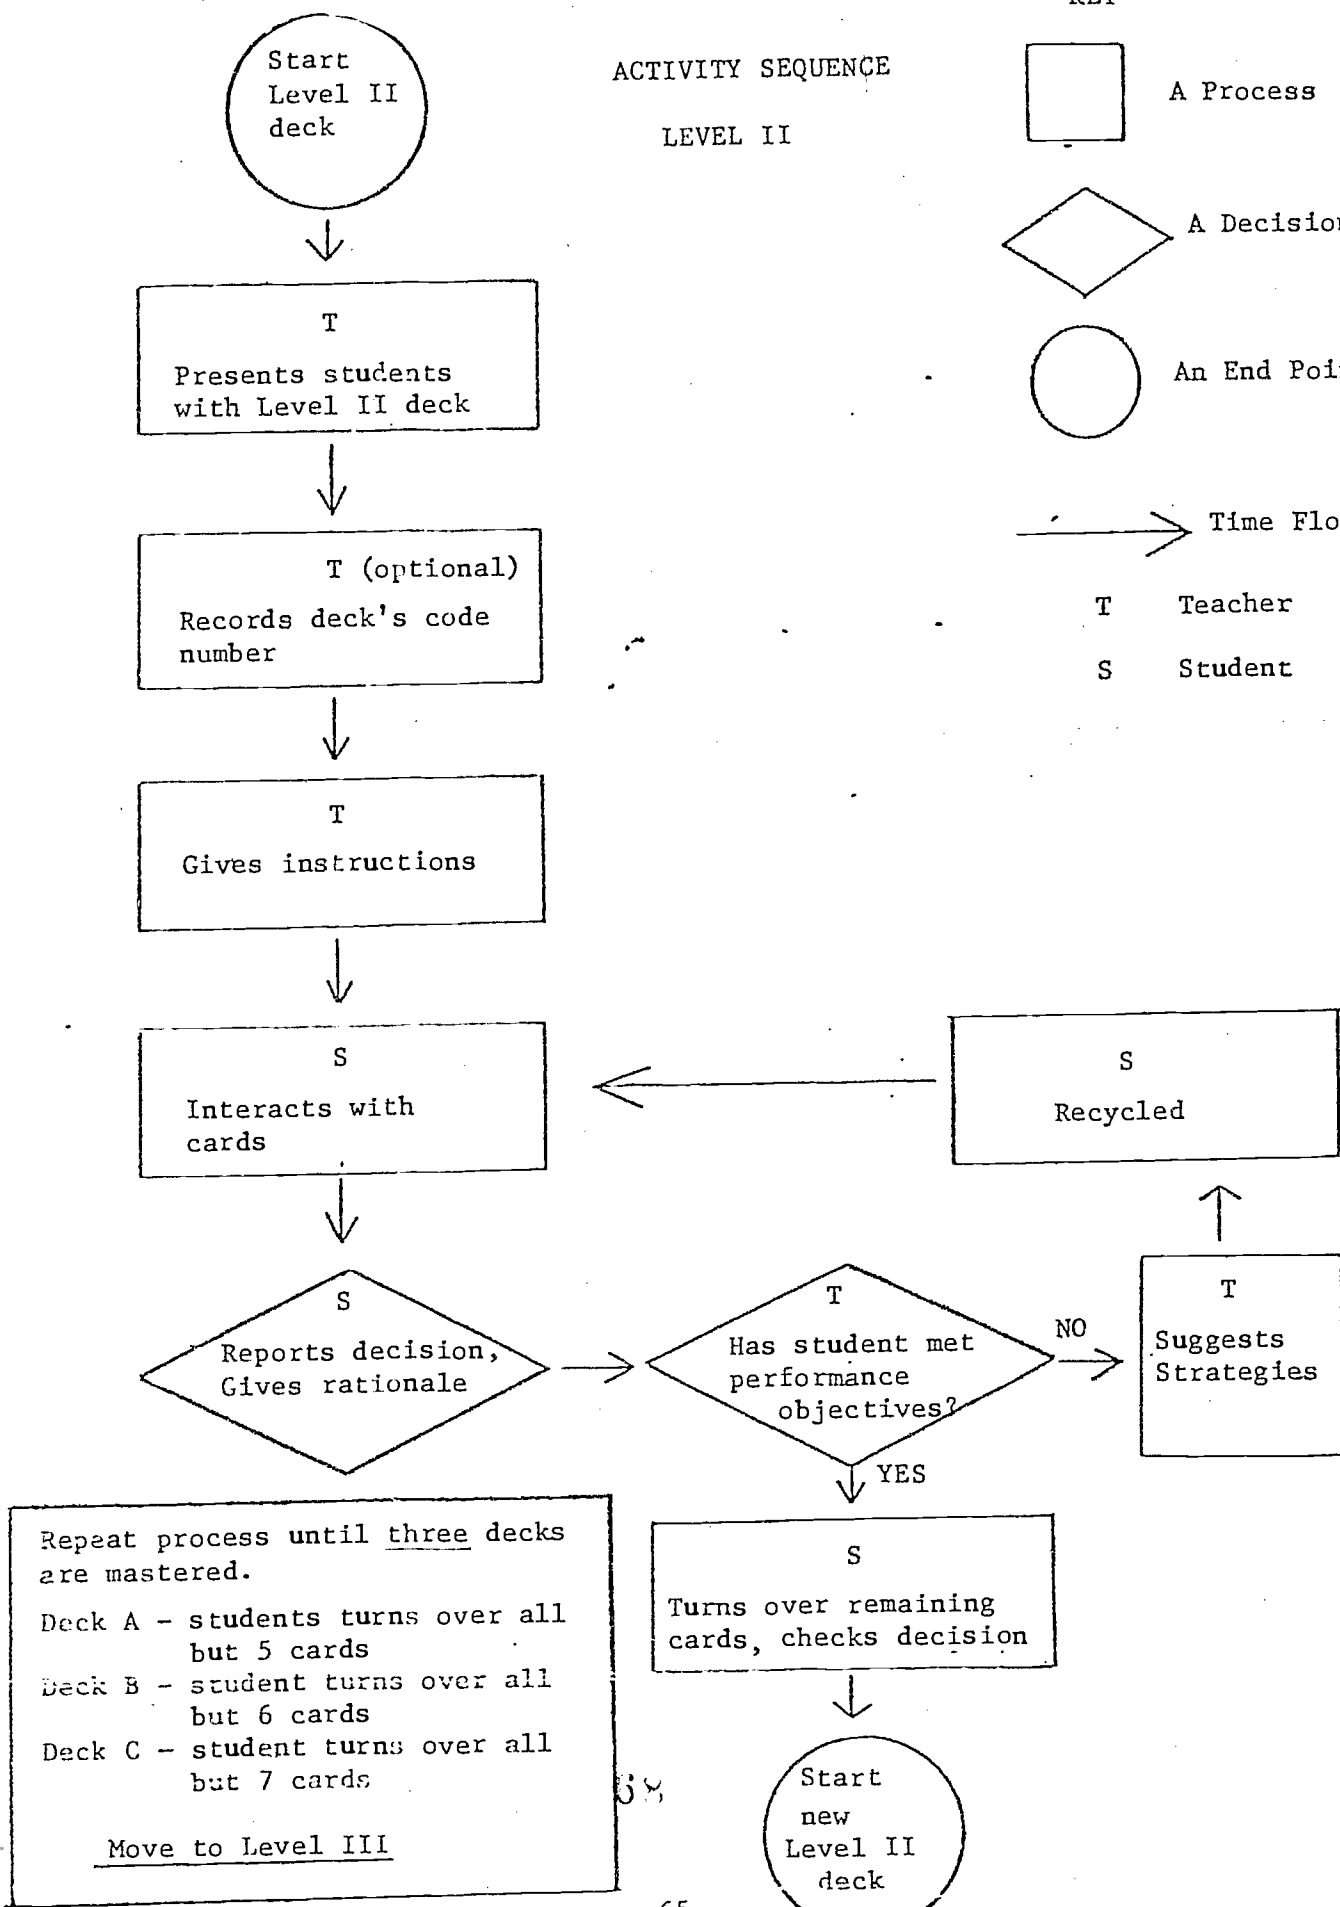 Start
Level II
deck
ACTIVITY SEQUENCE
LEVEL II
A Process
A Decision
An End Poi
Time Flo
T Teacher
S Student
T
Presents students
with Level II deck
T (optional)
Records deck's code
number
T
Gives instructions
S
Interacts with
cards
S
Recycled
S
Reports decision,
Gives rationale
T
Has student met
performance
objectives?
NO
T
Suggests
Strategies
YES
S
Turns over remaining
cards, checks decision
Start
new
Level II
deck
Repeat process until three decks
are mastered.
Deck A - students turns over all
but 5 cards
Deck B - student turns over all
but 6 cards
Deck C - student turns over all
but 7 cards
Move to Level III